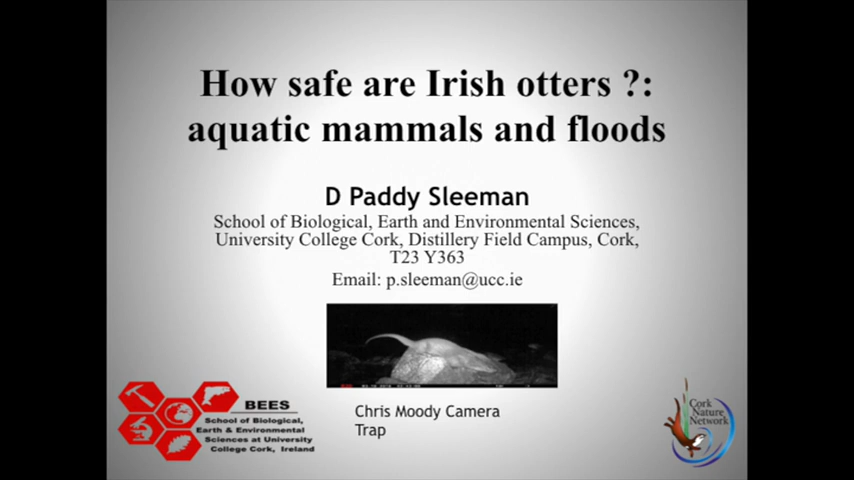 How safe are Irish otters ?:
aquatic mammals and floods
D Paddy Sleeman
School of Biological, Earth and Environmental Sciences,
University College Cork, Distillery Field Campus, Cork,
T23 Y363
Email: p.sleeman@ucc.ie
Chris Moody Camera
Trap
BEES
School of Biological,
Earth & Environmental
Sciences at University
College Cork, Ireland
Cork
Nature
Network